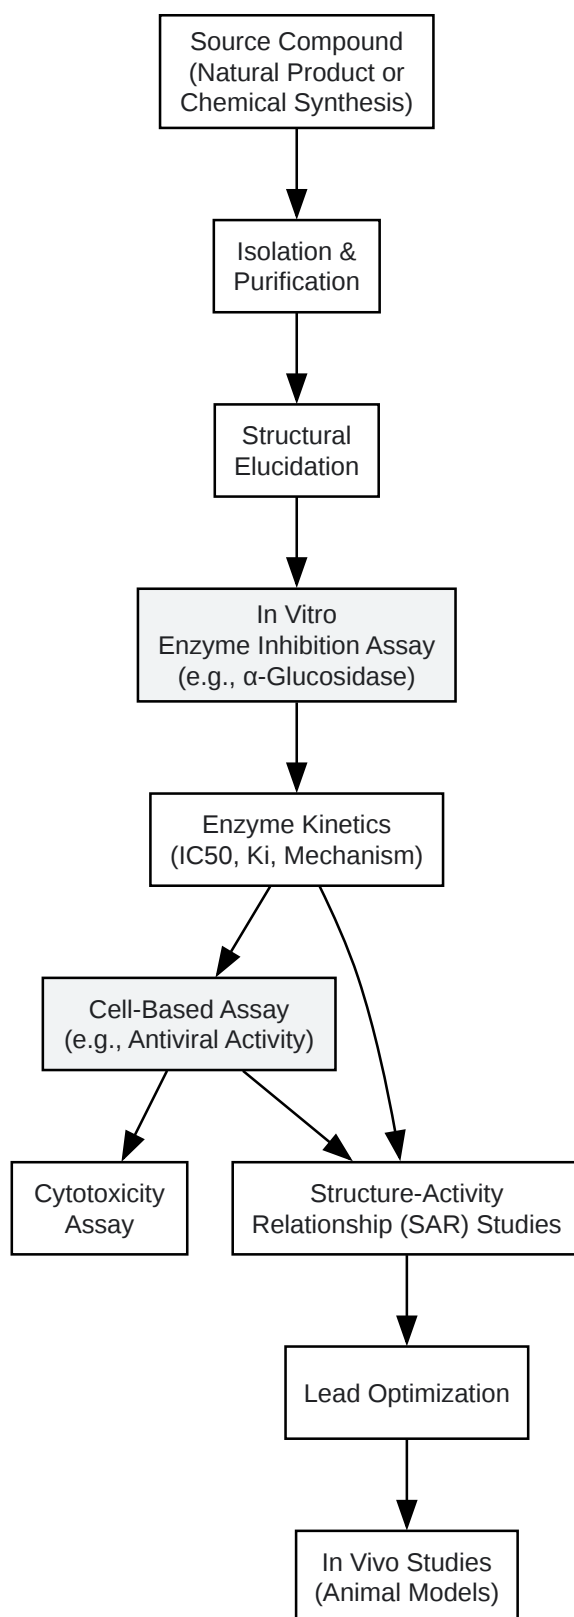 Source Compound
(Natural Product or
Chemical Synthesis)
Isolation &
Purification
Structural
Elucidation
In Vitro
Enzyme Inhibition Assay
(e.g., α-Glucosidase)
Enzyme Kinetics
(IC50, Ki, Mechanism)
Cell-Based Assay
(e.g., Antiviral Activity)
Cytotoxicity
Assay
Structure-Activity
Relationship (SAR) Studies
Lead Optimization
In Vivo Studies
(Animal Models)